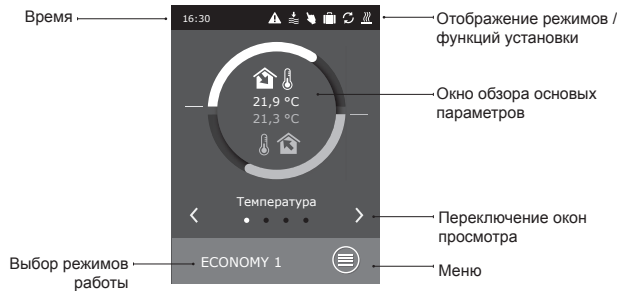 Время
16:30
Отображение режимов /
функций установки
21,9 °C
21,3 °C
Окно обзора основых
параметров
Температура
Переключение окон
просмотра
Выбор режимов
работы
ECONOMY 1
Меню